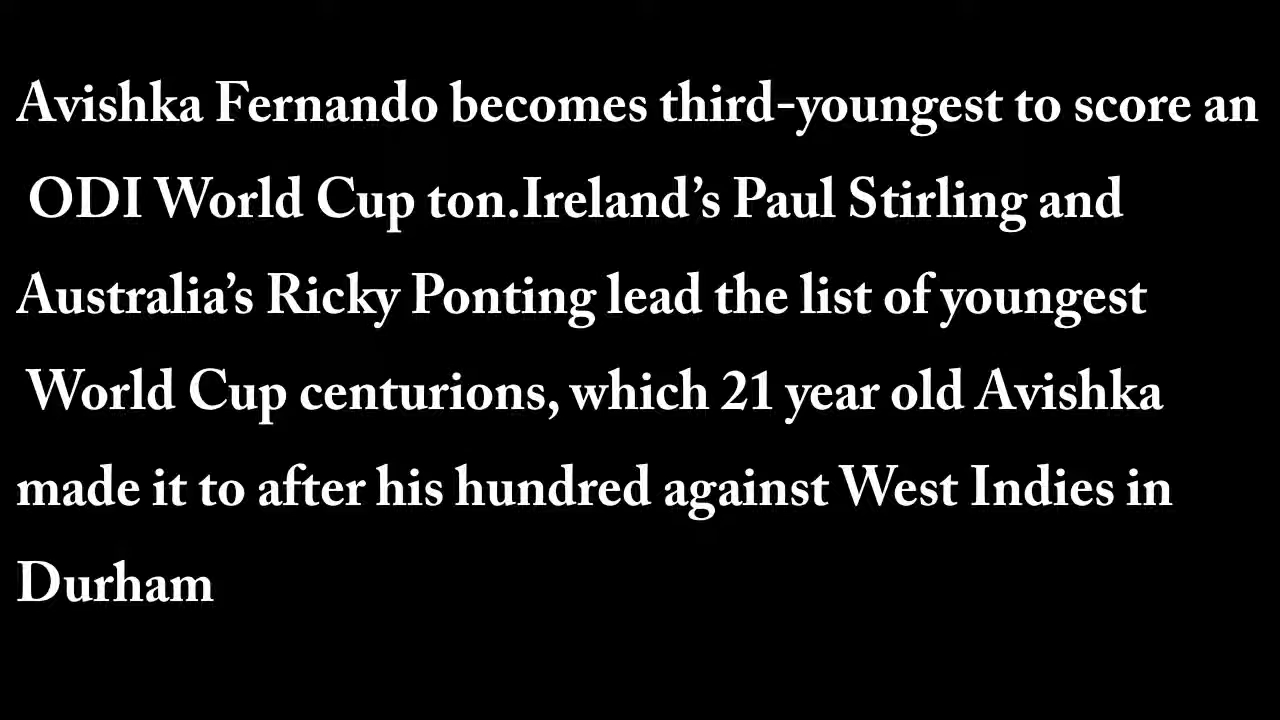 Avishka Fernando becomes third-youngest to score an
ODI World Cup ton.Ireland’s Paul Stirling and
Australia’s Ricky Ponting lead the list of youngest
World Cup centurions, which 21 year old Avishka
made it to after his hundred against West Indies in
Durham